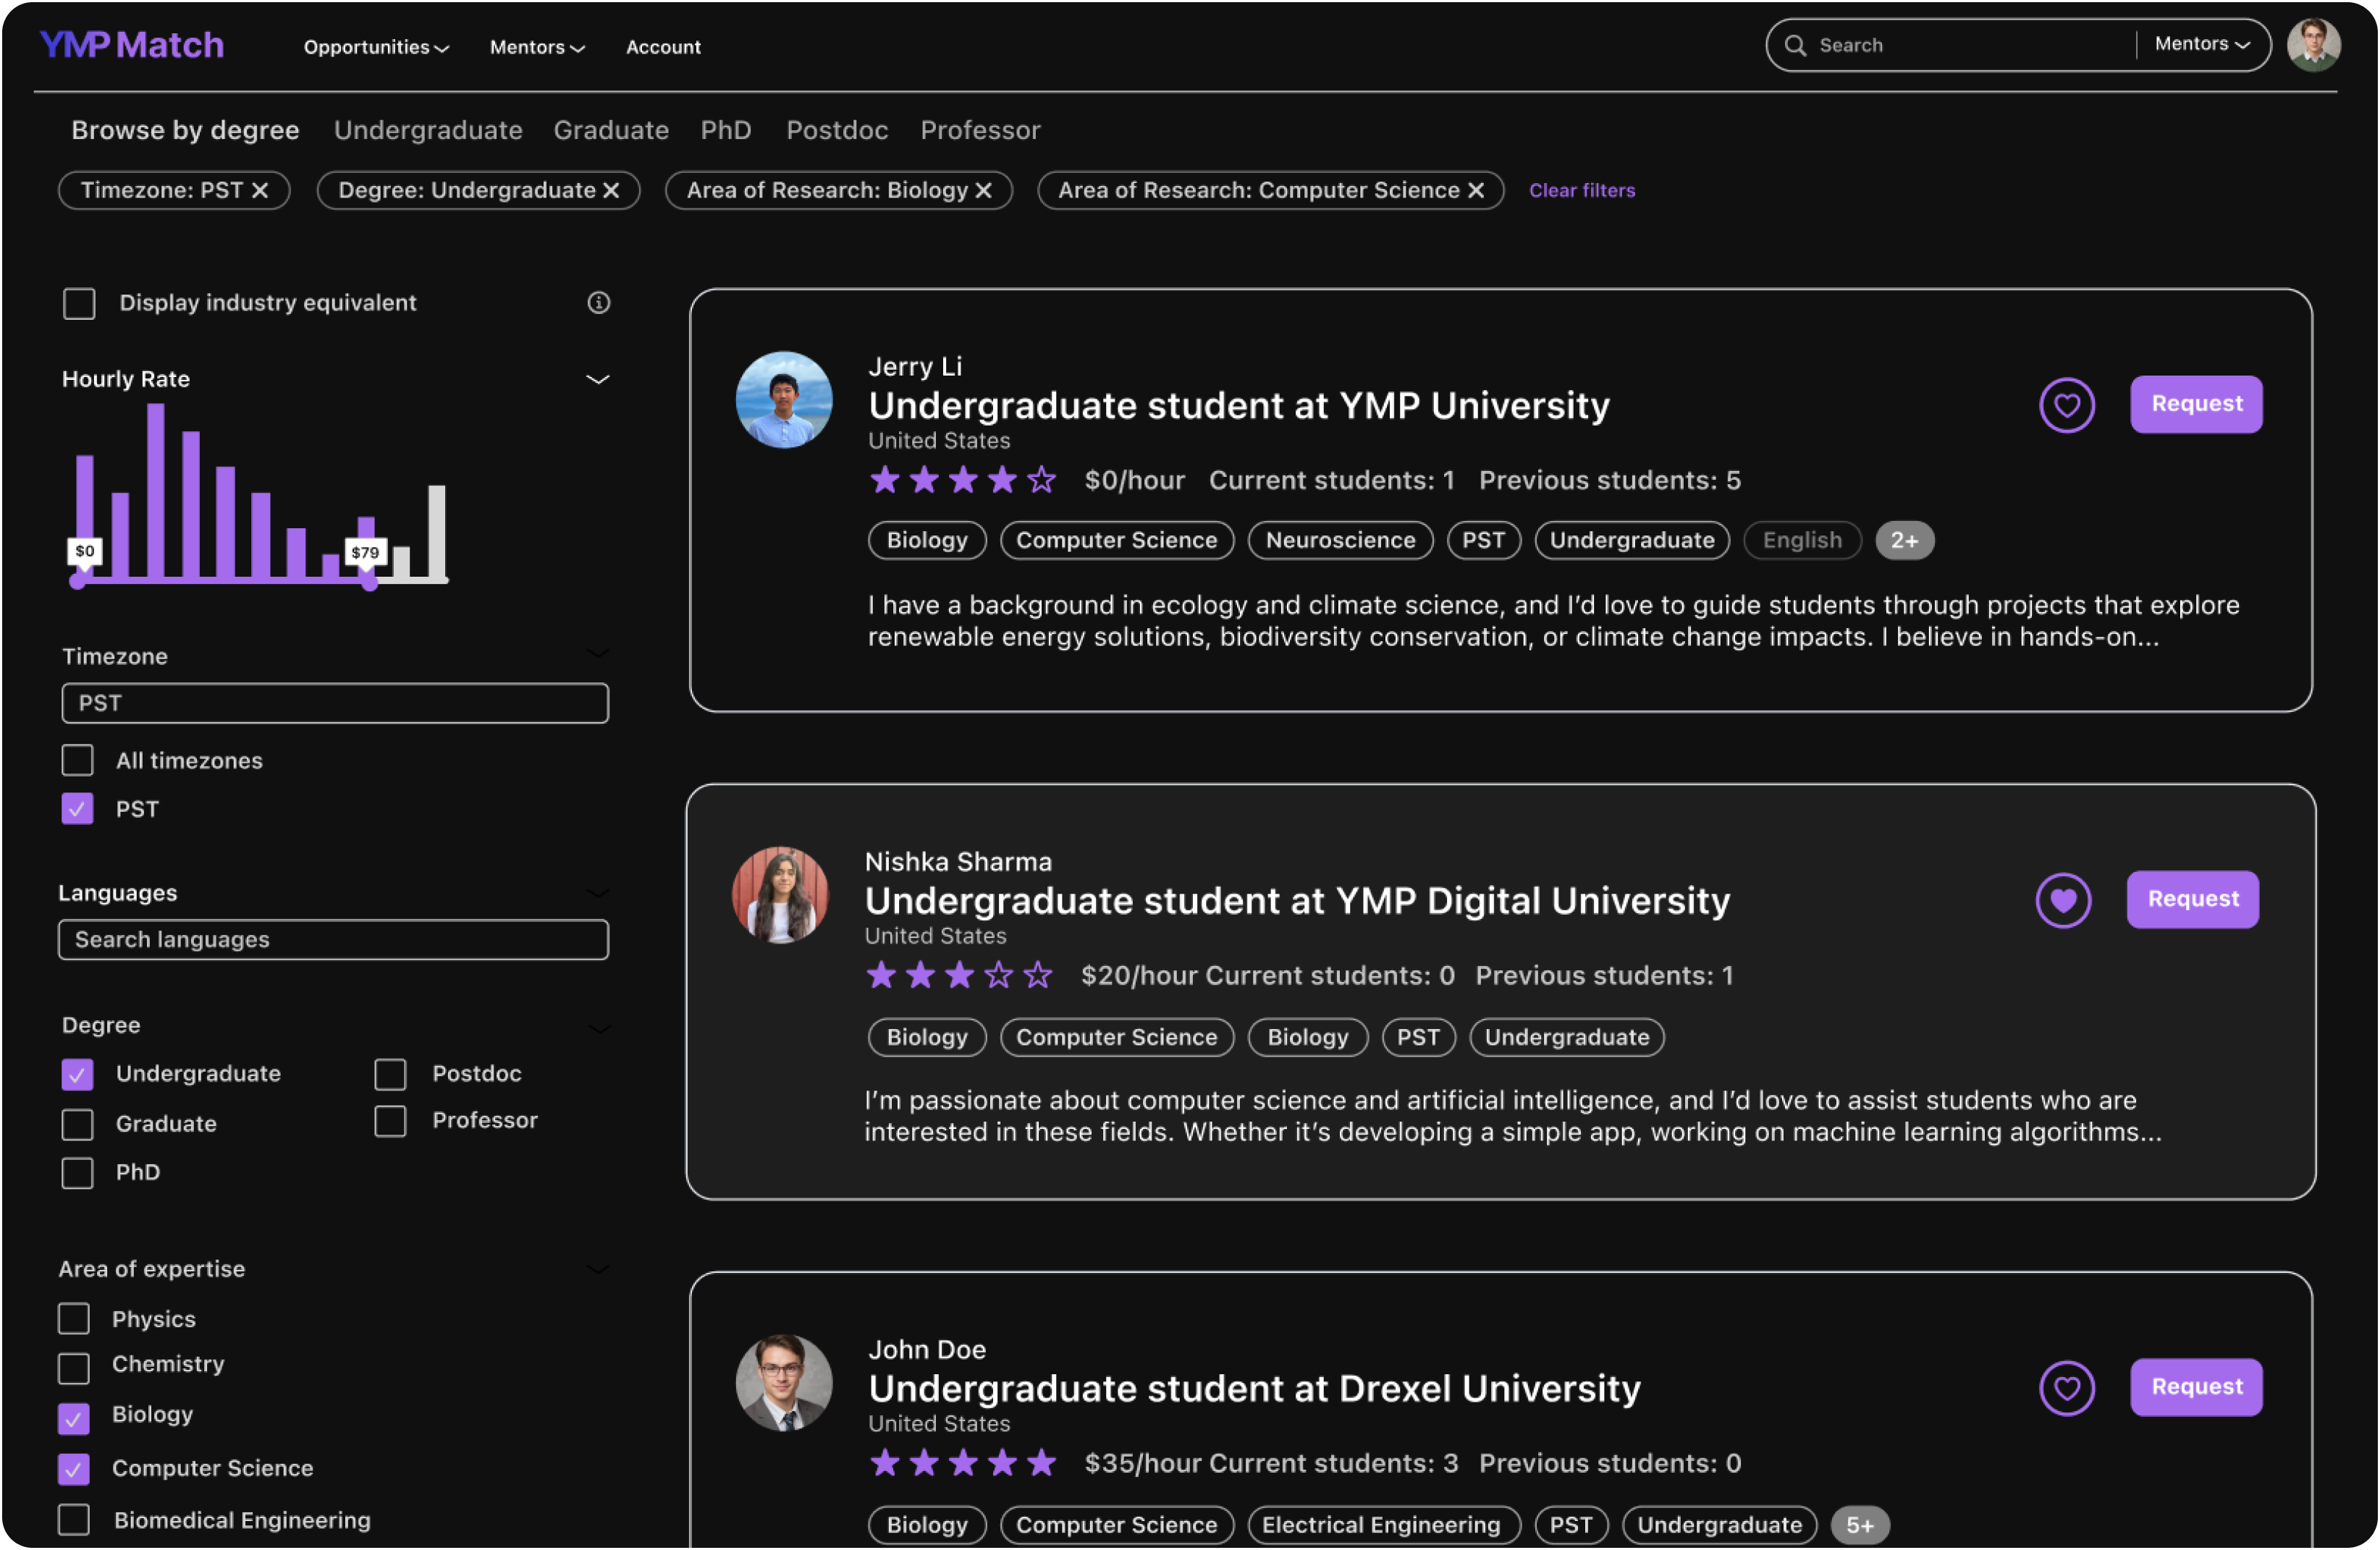 YMP Match
Opportunities Mentors Account
Search Mentors
Browse by degree Undergraduate Graduate PhD Postdoc Professor
Timezone: PST Degree: Undergraduate Area of Research: Biology Area of Research: Computer Science Clear filters
Display industry equivalent
Hourly Rate
$0 $79
Timezone
PST
All timezones
PST
Languages
Search languages
Degree
Undergraduate Postdoc
Graduate Professor
PhD
Area of expertise
Physics
Chemistry
Biology
Computer Science
Biomedical Engineering
Jerry Li
Undergraduate student at YMP University
United States
$0/hour Current students: 1 Previous students: 5
Biology Computer Science Neuroscience PST Undergraduate English 2+
I have a background in ecology and climate science, and I’d love to guide students through projects that explore
renewable energy solutions, biodiversity conservation, or climate change impacts. I believe in hands-on...
Request
Nishka Sharma
Undergraduate student at YMP Digital University
United States
$20/hour Current students: 0 Previous students: 1
Biology Computer Science Biology PST Undergraduate
I’m passionate about computer science and artificial intelligence, and I’d love to assist students who are
interested in these fields. Whether it’s developing a simple app, working on machine learning algorithms...
Request
John Doe
Undergraduate student at Drexel University
United States
$35/hour Current students: 3 Previous students: 0
Biology Computer Science Electrical Engineering PST Undergraduate 5+
Request